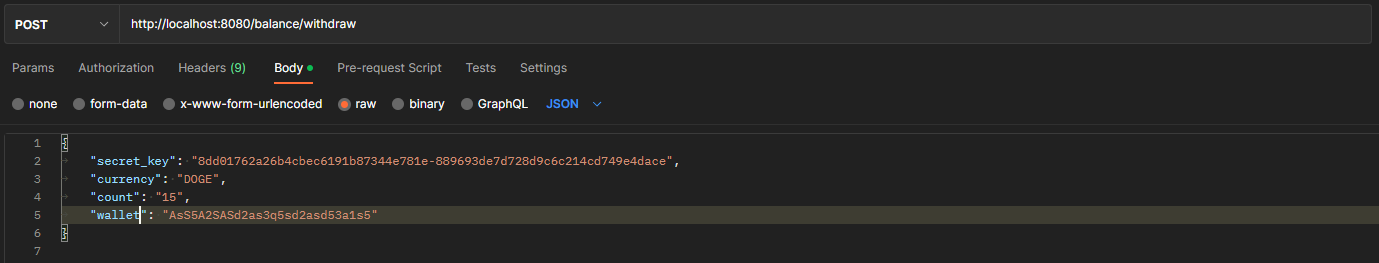 POST http://localhost:8080/balance/withdraw
Params Authorization Headers (9) Body Pre-request Script Tests Settings
none form-data x-www-form-urlencoded raw binary GraphQL JSON
1 {
2 "secret_key": "8dd01762a26b4cbec6191b87344e781e-889693de7d728d9c6c214cd749e4dace",
3 "currency": "DOGE",
4 "count": "15",
5 "wallet": "AsS5A2SASd2as3q5sd2asd53a1s5"
6 }
7